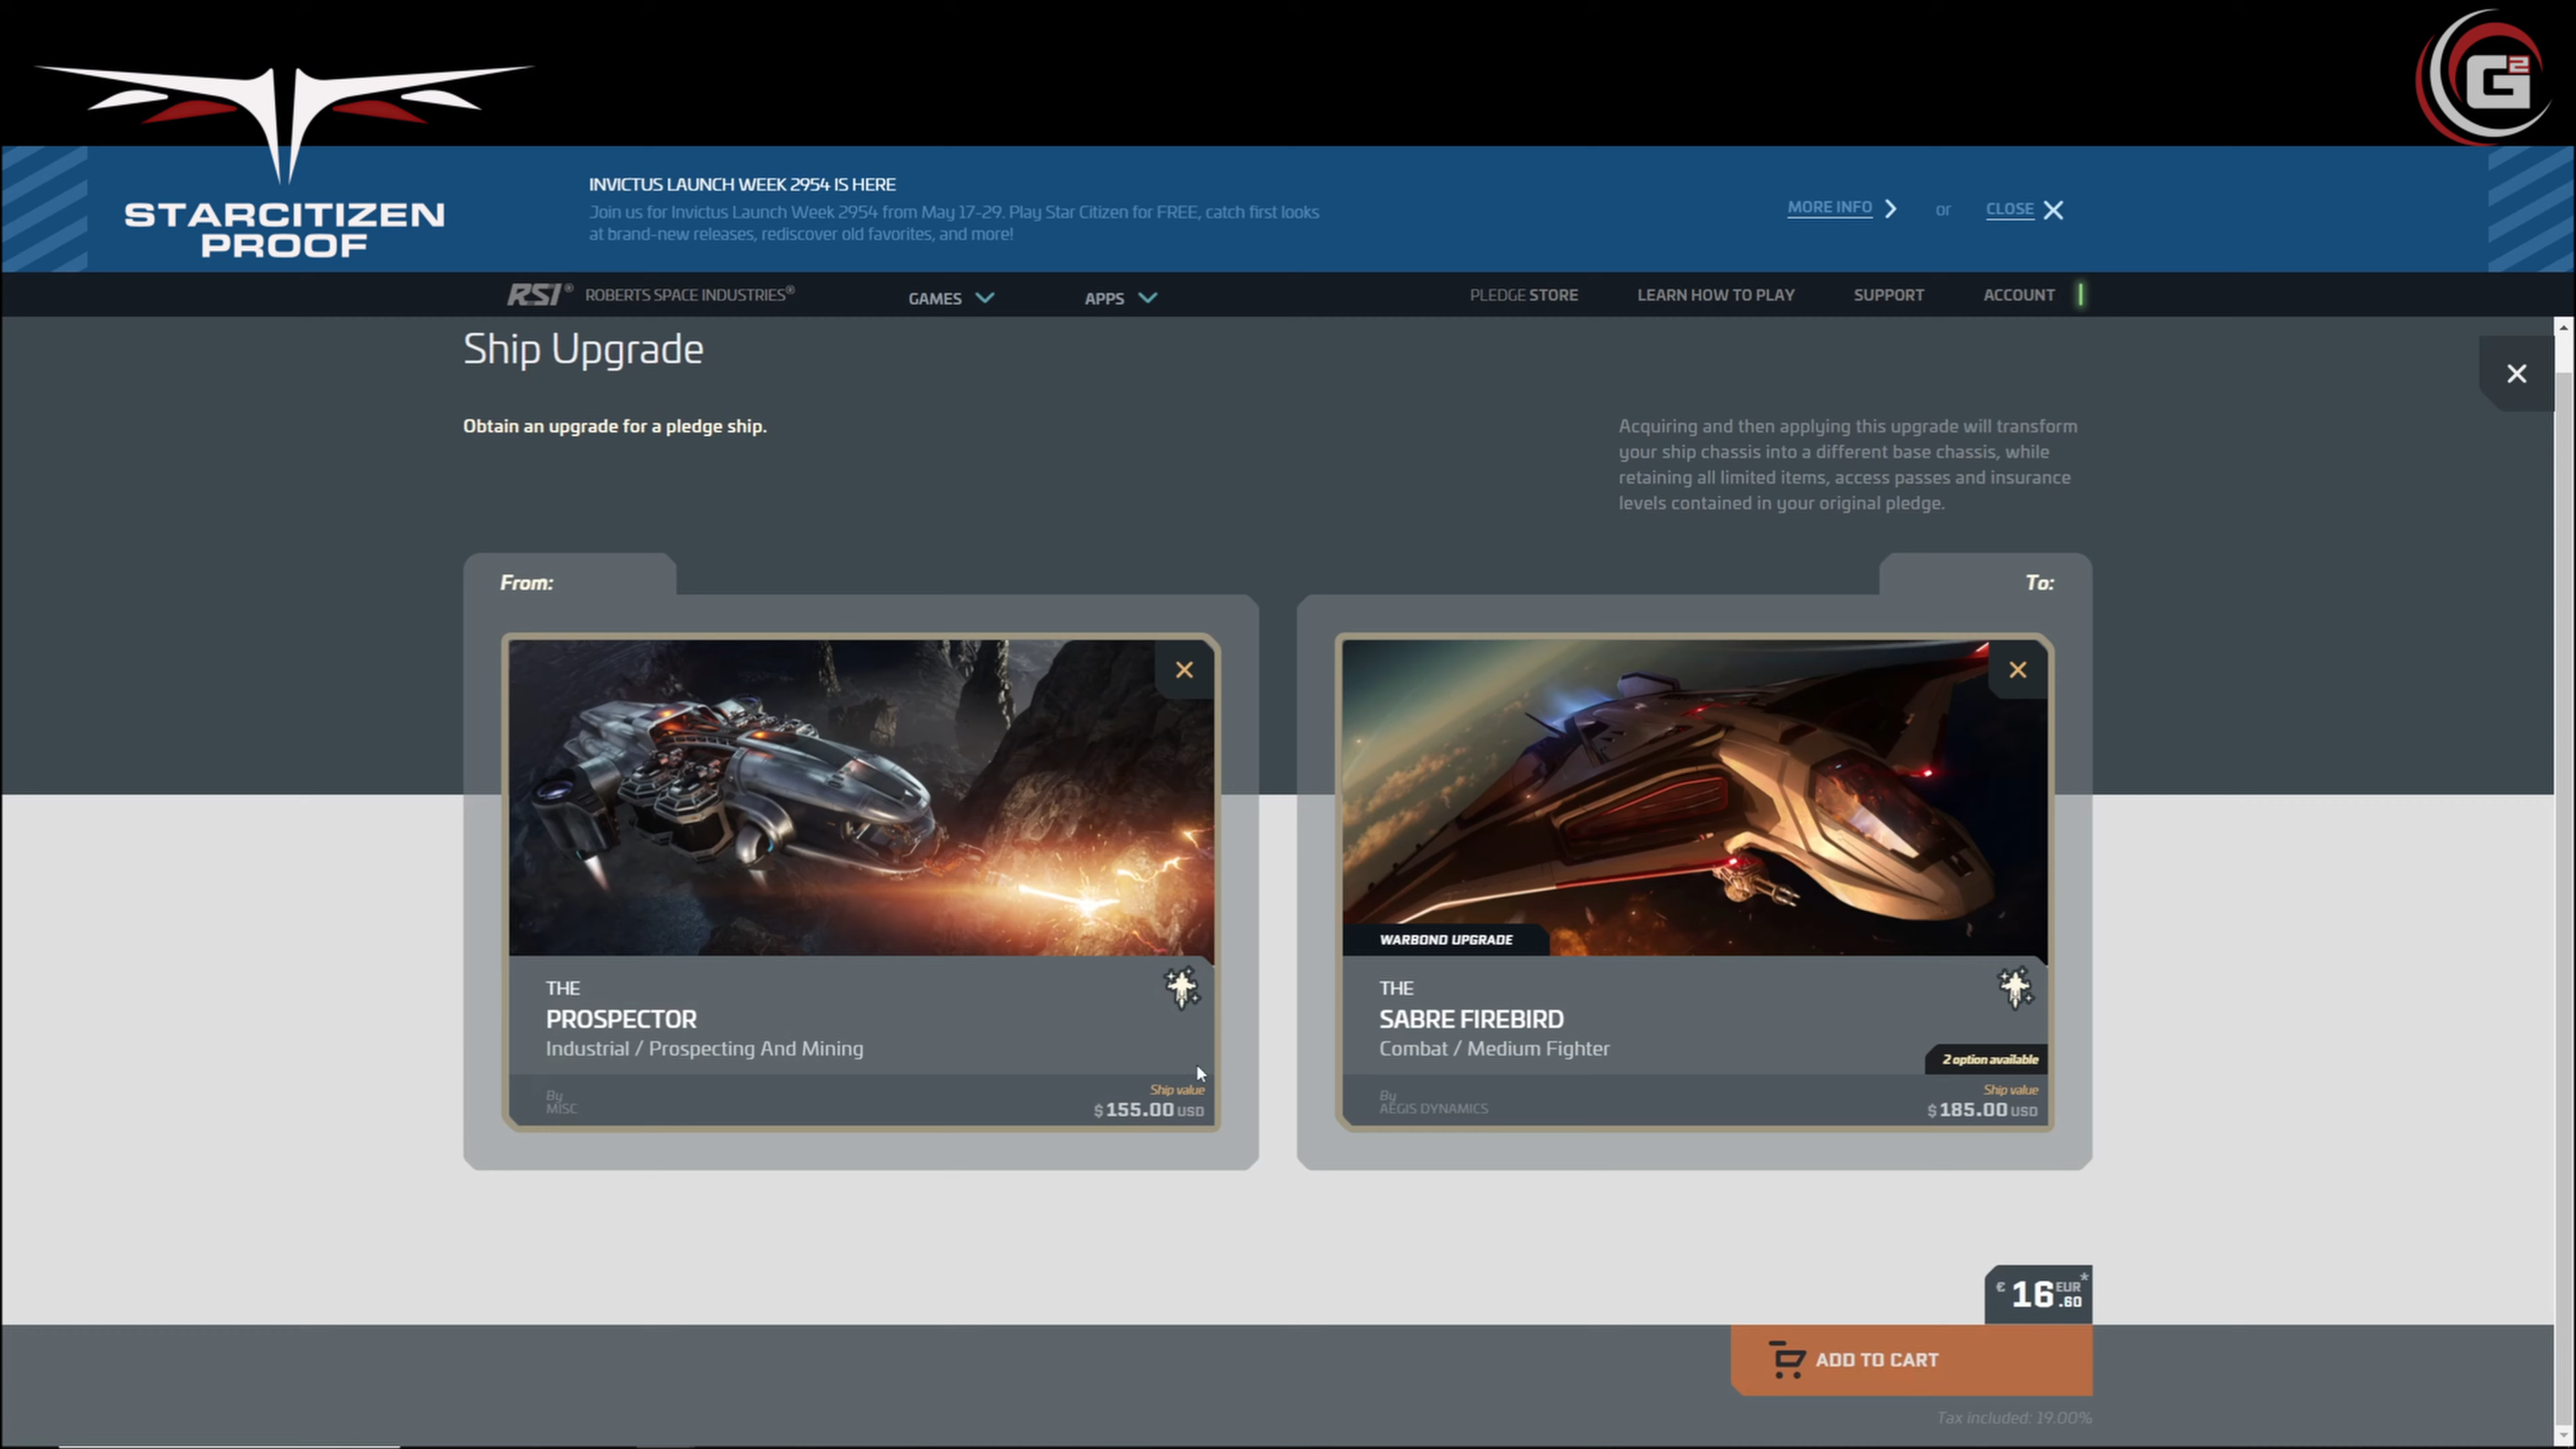 G2
STARCITIZEN
PROOF
INVICTUS LAUNCH WEEK 2954 IS HERE
Join us for Invictus Launch Week 2954 from May 17-29. Play Star Citizen for FREE, catch first looks
at brand-new releases, rediscover old favorites, and more!
MORE INFO or CLOSE
RSI® ROBERTS SPACE INDUSTRIES® GAMES APPS PLEDGE STORE LEARN HOW TO PLAY SUPPORT ACCOUNT
Ship Upgrade
Obtain an upgrade for a pledge ship.
Acquiring and then applying this upgrade will transform
your ship chassis into a different base chassis, while
retaining all limited items, access passes and insurance
levels contained in your original pledge.
From:
THE
PROSPECTOR
Industrial / Prospecting And Mining
By
MISC
Ship value
$ 155.00 USD
To:
WARBOND UPGRADE
THE
SABRE FIREBIRD
Combat / Medium Fighter
2 option available
By
AEGIS DYNAMICS
Ship value
$ 185.00 USD
€ 16.60 EUR*
ADD TO CART
Tax included: 19.00%